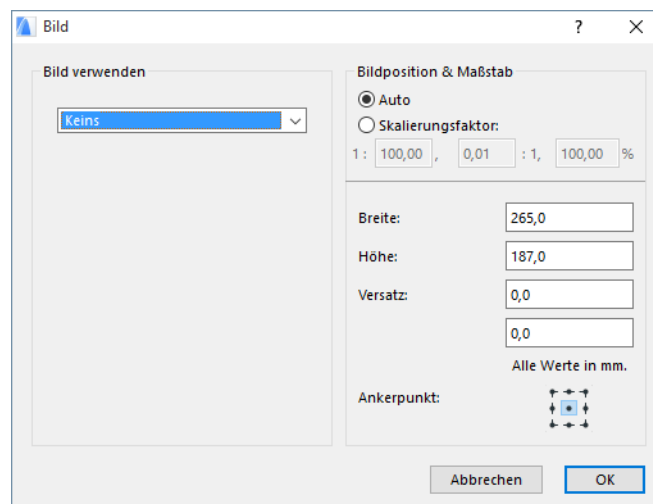 Bild
?
Bild verwenden
Keins
Bildposition & Maßstab
Auto
Skalierungsfaktor:
1 : 100,00 , 0,01 : 1, 100,00 %
Breite: 265,0
Höhe: 187,0
Versatz: 0,0
0,0
Alle Werte in mm.
Ankerpunkt:
Abbrechen OK